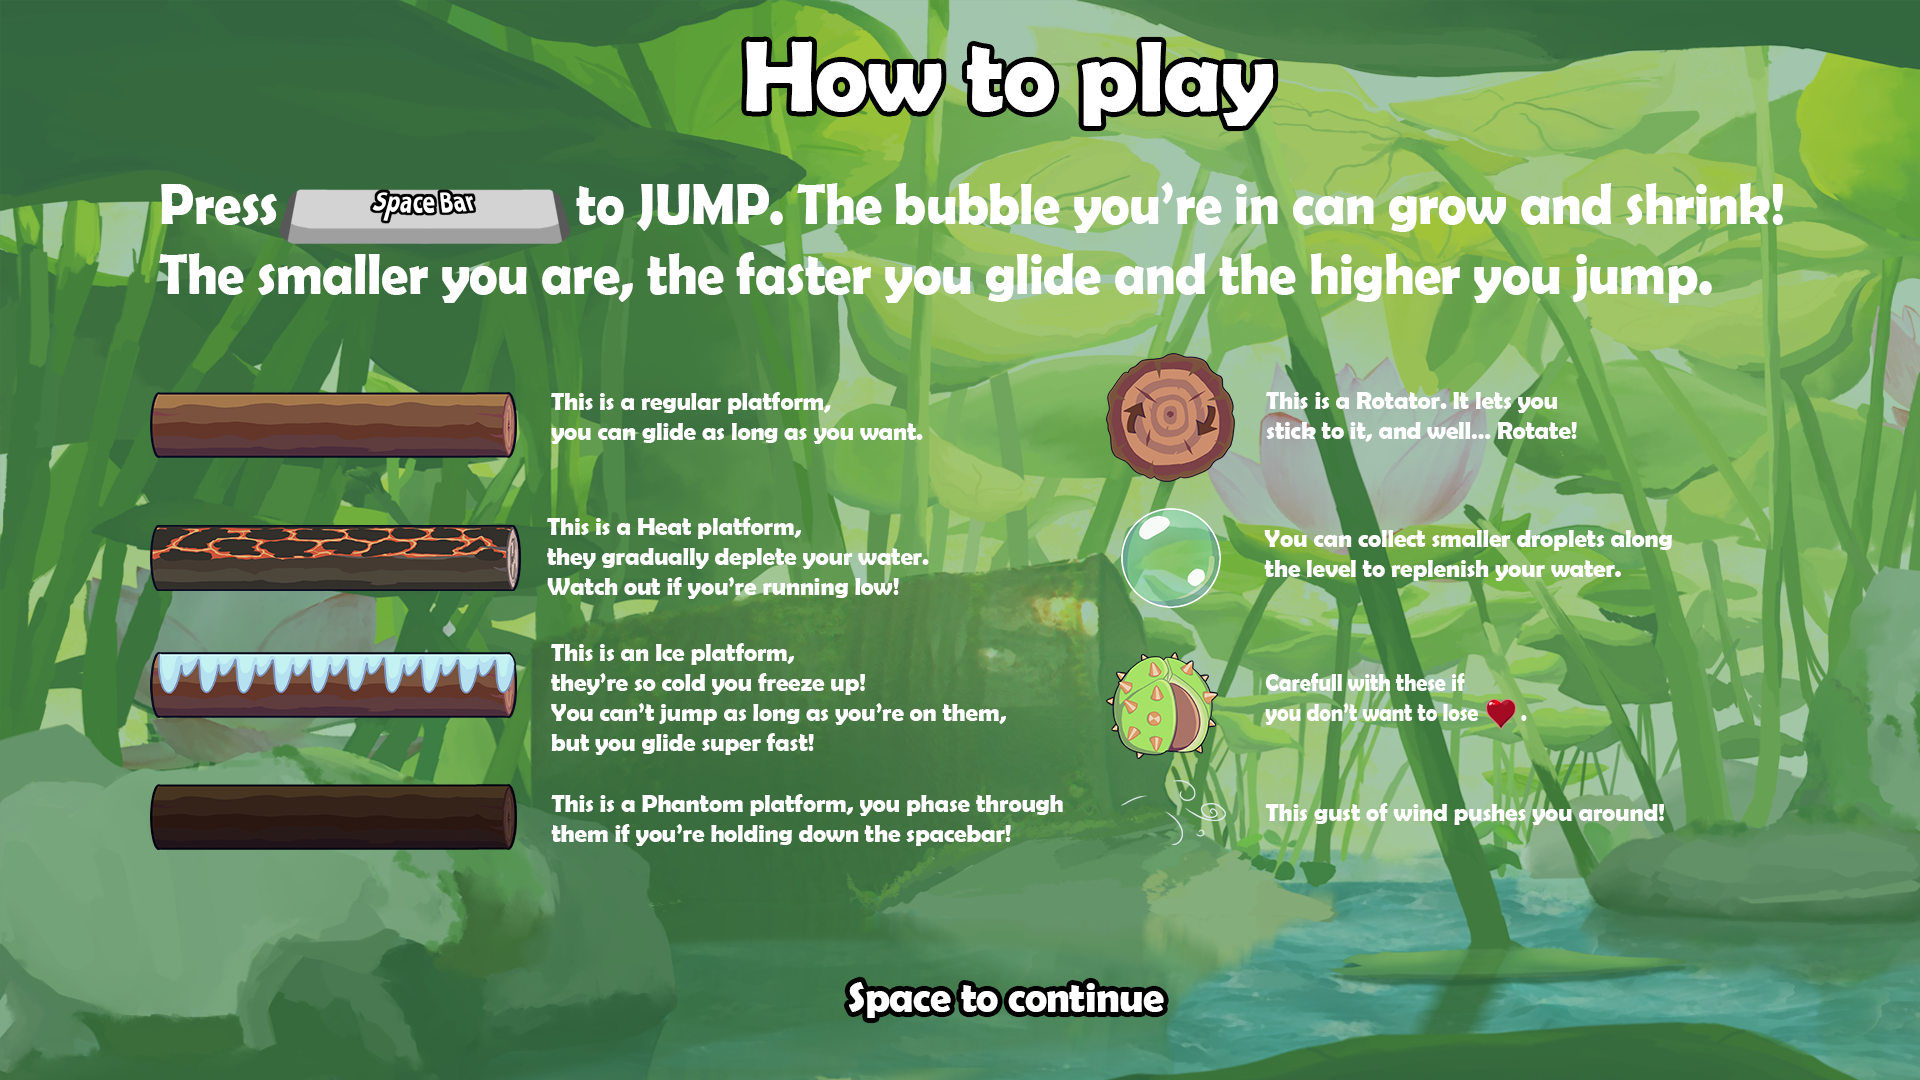 How to play
Press Space Bar to JUMP. The bubble you're in can grow and shrink!
The smaller you are, the faster you glide and the higher you jump.
This is a regular platform,
you can glide as long as you want.
This is a Heat platform,
they gradually deplete your water.
Watch out if you're running low!
This is an Ice platform,
they're so cold you freeze up!
You can't jump as long as you're on them,
but you glide super fast!
This is a Phantom platform, you phase through
them if you're holding down the spacebar!
This is a Rotator. It lets you
stick to it, and well... Rotate!
You can collect smaller droplets along
the level to replenish your water.
Carefull with these if
you don't want to lose .
This gust of wind pushes you around!
Space to continue